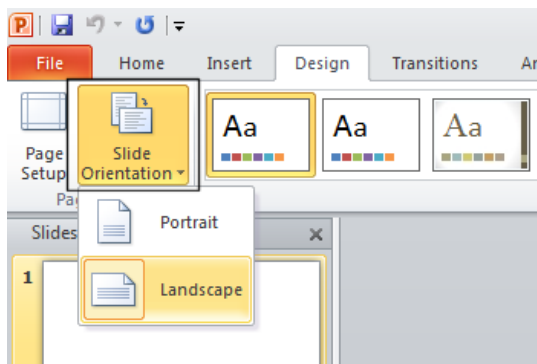 P
File Home Insert Design Transitions
Aa Aa Aa
Page
Setup
Slide
Orientation
Portrait
Slides
1
Landscape